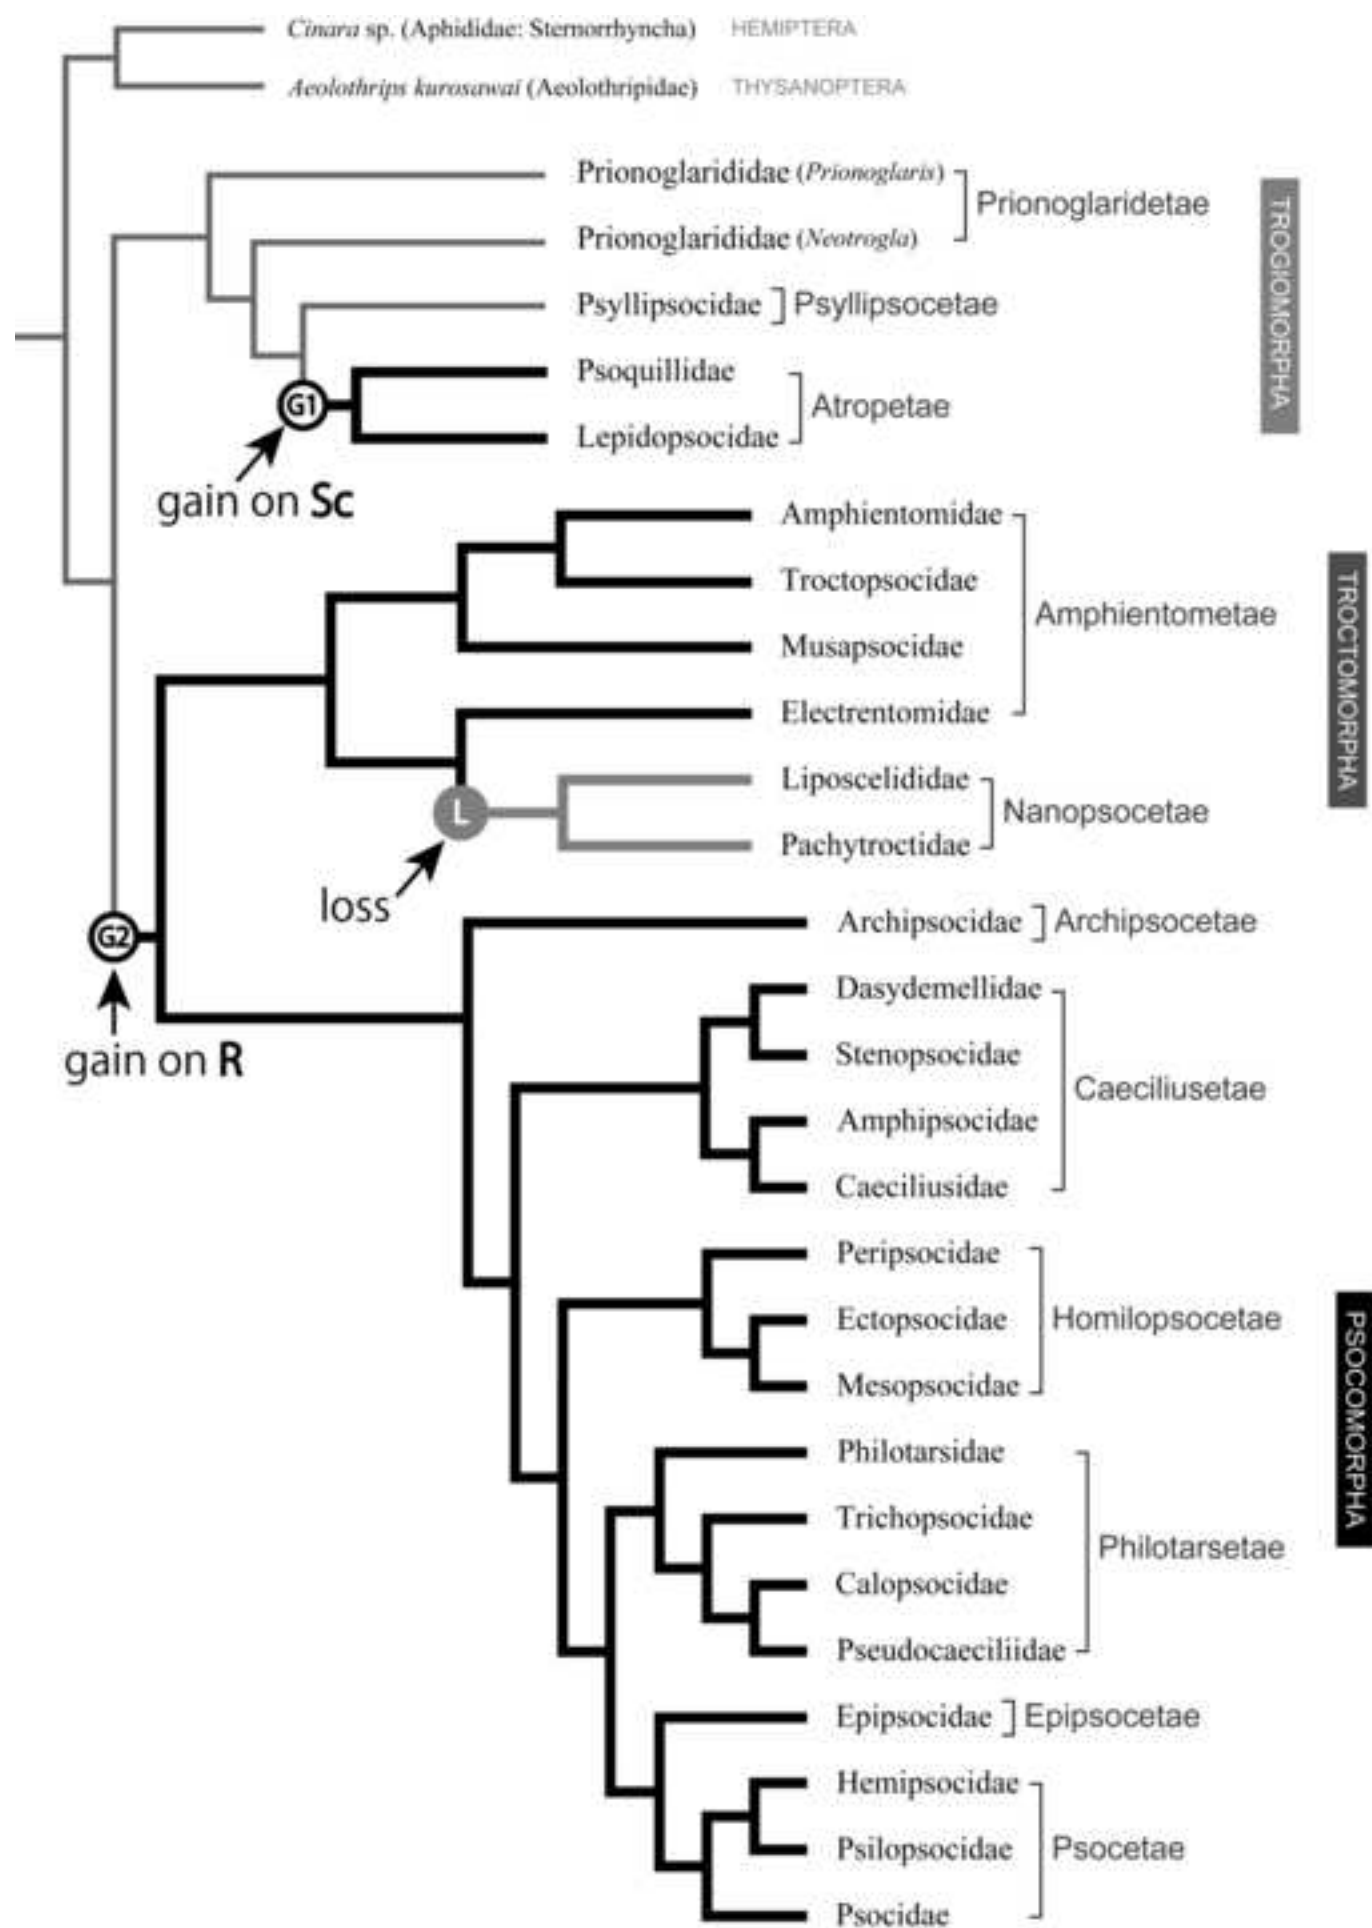 Cinara sp. (Aphididae: Sternorrhyncha) HEMIPTERA
Aeolothrips kurosawai (Aeolothripidae) THYSANOPTERA
Prionoglarididae (Prionoglaris)
Prionoglaridetae
Prionoglarididae (Neotrogla)
Psyllipsocidae Psyllipsocetae
Psoquillidae
G1
Atropetae
Lepidopsocidae
TROGIOMORPHA
gain on Sc
Amphientomidae
Troctopsocidae
Amphientometae
Musapsocidae
Electrentomidae
TROCTOMORPHA
Liposcelididae
L
Nanopsocetae
Pachytroctidae
loss
Archipsocidae Archipsocetae
G2
Dasydemellidae
gain on R
Stenopsocidae
Caeciliusetae
Amphipsocidae
Caeciliusidae
Peripsocidae
Ectopsocidae Homilopsocetae
Mesopsocidae
PSOCOMORPHA
Philotarsidae
Trichopsocidae
Philotarsetae
Calopsocidae
Pseudocaeciliidae
Epipsocidae Epipsocetae
Hemipsocidae
Psilopsocidae Psocetae
Psocidae